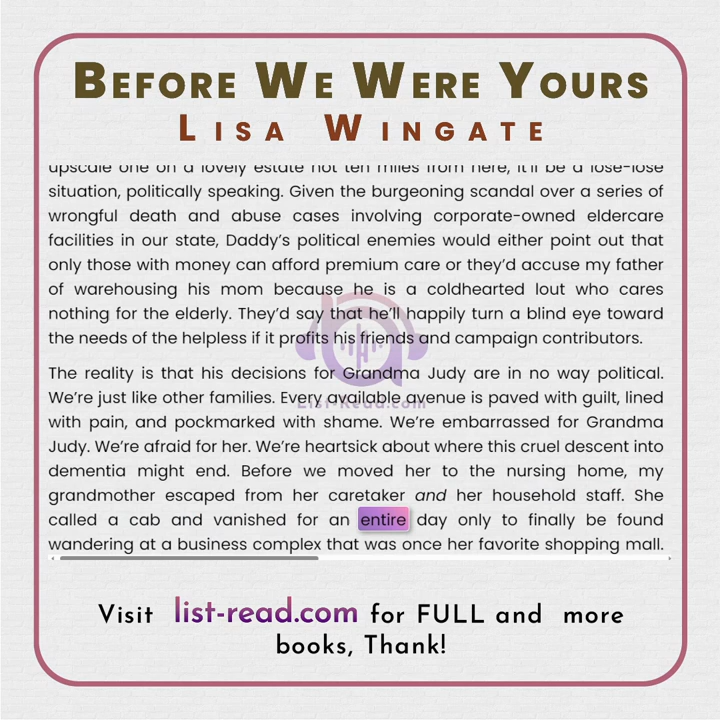 BEFORE WE WERE YOURS
LISA WINGATE
upscale one on a lovely estate not ten miles from here, it'll be a lose-lose
situation, politically speaking. Given the burgeoning scandal over a series of
wrongful death and abuse cases involving corporate-owned eldercare
facilities in our state, Daddy's political enemies would either point out that
only those with money can afford premium care or they'd accuse my father
of warehousing his mom because he is a coldhearted lout who cares
nothing for the elderly. They'd say that he'll happily turn a blind eye toward
the needs of the helpless if it profits his friends and campaign contributors.
The reality is that his decisions for Grandma Judy are in no way political.
We're just like other families. Every available avenue is paved with guilt, lined
List-Read.com
with pain, and pockmarked with shame. We're embarrassed for Grandma
Judy. We're afraid for her. We're heartsick about where this cruel descent into
dementia might end. Before we moved her to the nursing home, my
grandmother escaped from her caretaker and her household staff. She
called a cab and vanished for an entire day only to finally be found
wandering at a business complex that was once her favorite shopping mall.
Visit list-read.com for FULL and more
books, Thank!